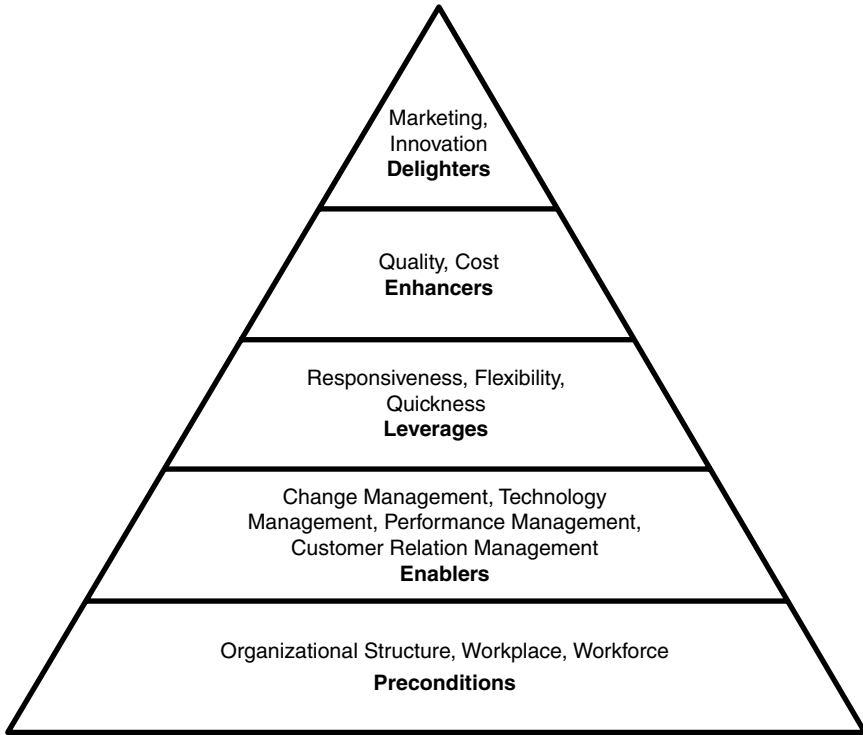 Marketing,
Innovation
Delighters
Quality, Cost
Enhancers
Responsiveness, Flexibility,
Quickness
Leverages
Change Management, Technology
Management, Performance Management,
Customer Relation Management
Enablers
Organizational Structure, Workplace, Workforce
Preconditions